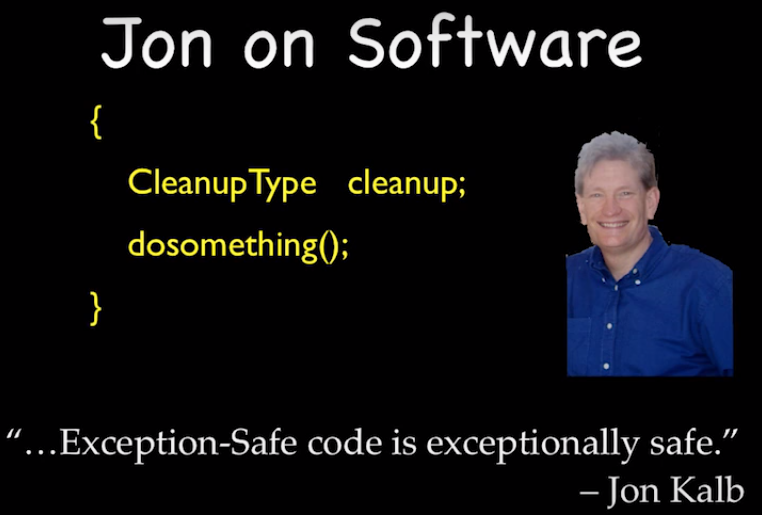 Jon on Software
{
CleanupType cleanup;
dosomething();
}
“…Exception-Safe code is exceptionally safe.”
– Jon Kalb